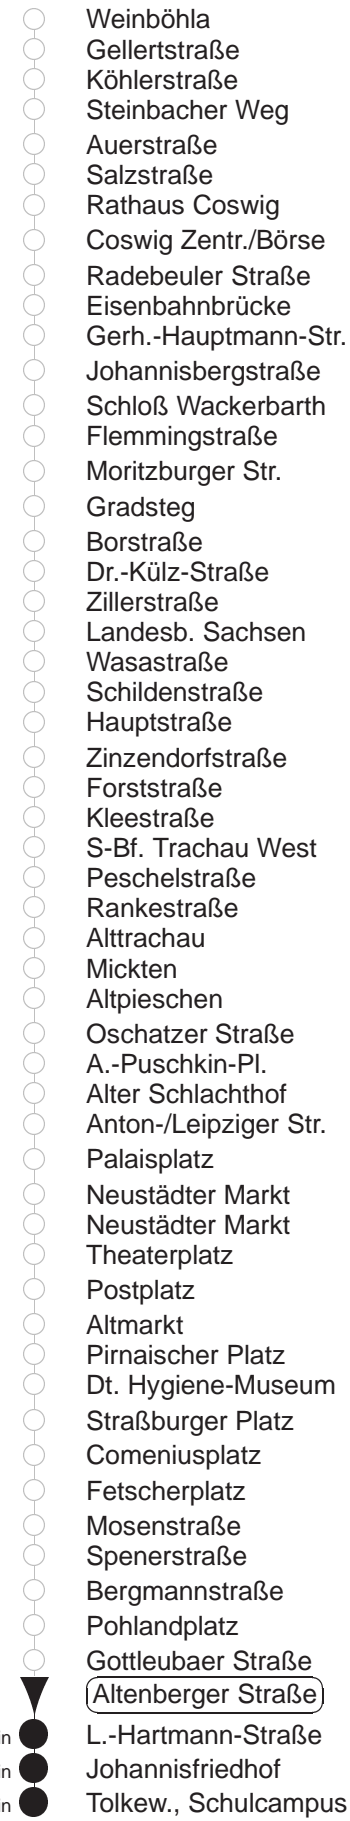 Weinböhla
Gellertstraße
Köhlerstraße
Steinbacher Weg
Auerstraße
Salzstraße
Rathaus Coswig
Coswig Zentr./Börse
Radebeuler Straße
Eisenbahnbrücke
Gerh.-Hauptmann-Str.
Johannisbergstraße
Schloß Wackerbarth
Flemmingstraße
Moritzburger Str.
Gradsteg
Borstraße
Dr.-Külz-Straße
Zillerstraße
Landesb. Sachsen
Wasastraße
Schildenstraße
Hauptstraße
Zinzendorfstraße
Forststraße
Kleestraße
S-Bf. Trachau West
Peschelstraße
Rankestraße
Alttrachau
Mickten
Altpieschen
Oschatzer Straße
A.-Puschkin-Pl.
Alter Schlachthof
Anton-/Leipziger Str.
Palaisplatz
Neustädter Markt
Neustädter Markt
Theaterplatz
Postplatz
Altmarkt
Pirnaischer Platz
Dt. Hygiene-Museum
Straßburger Platz
Comeniusplatz
Fetscherplatz
Mosenstraße
Spenerstraße
Bergmannstraße
Pohlandplatz
Gottleubaer Straße
Altenberger Straße
in L.-Hartmann-Straße
in Johannisfriedhof
in Tolkew., Schulcampus